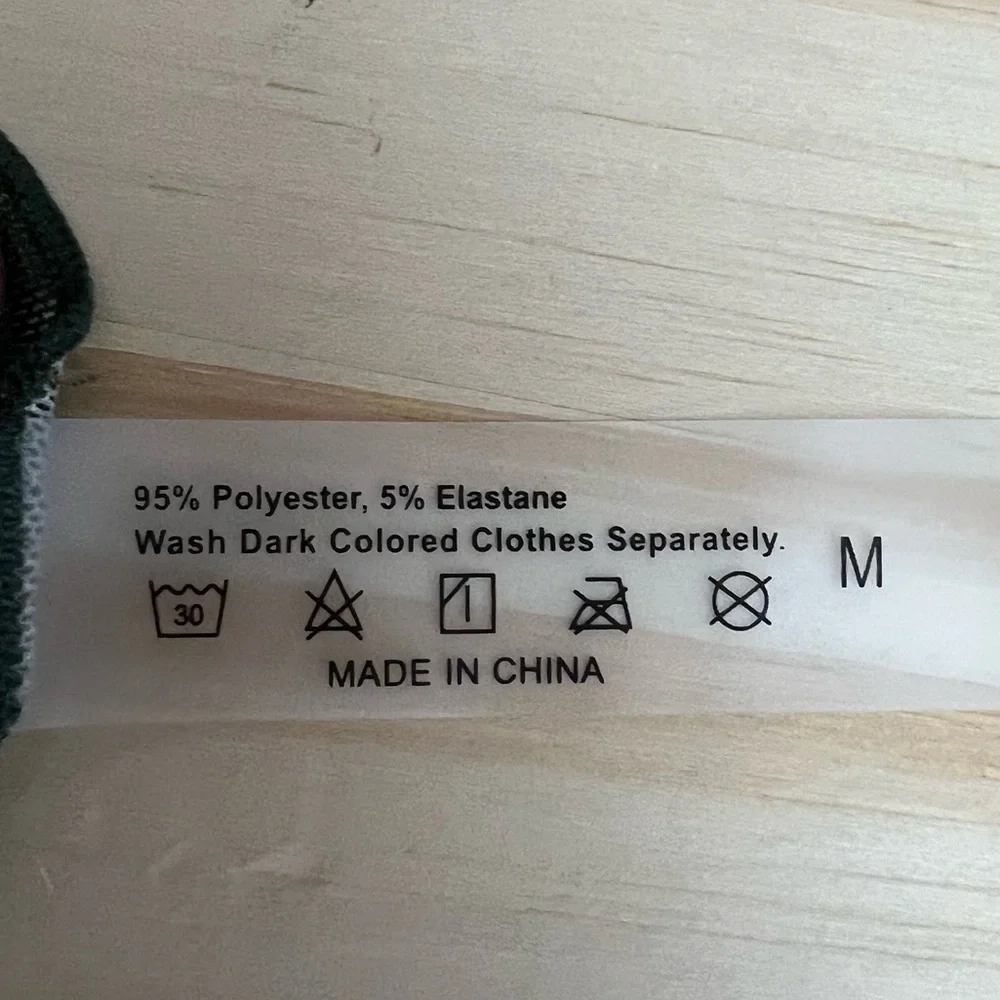 95% Polyester, 5% Elastane
Wash Dark Colored Clothes Separately.
M
30
MADE IN CHINA